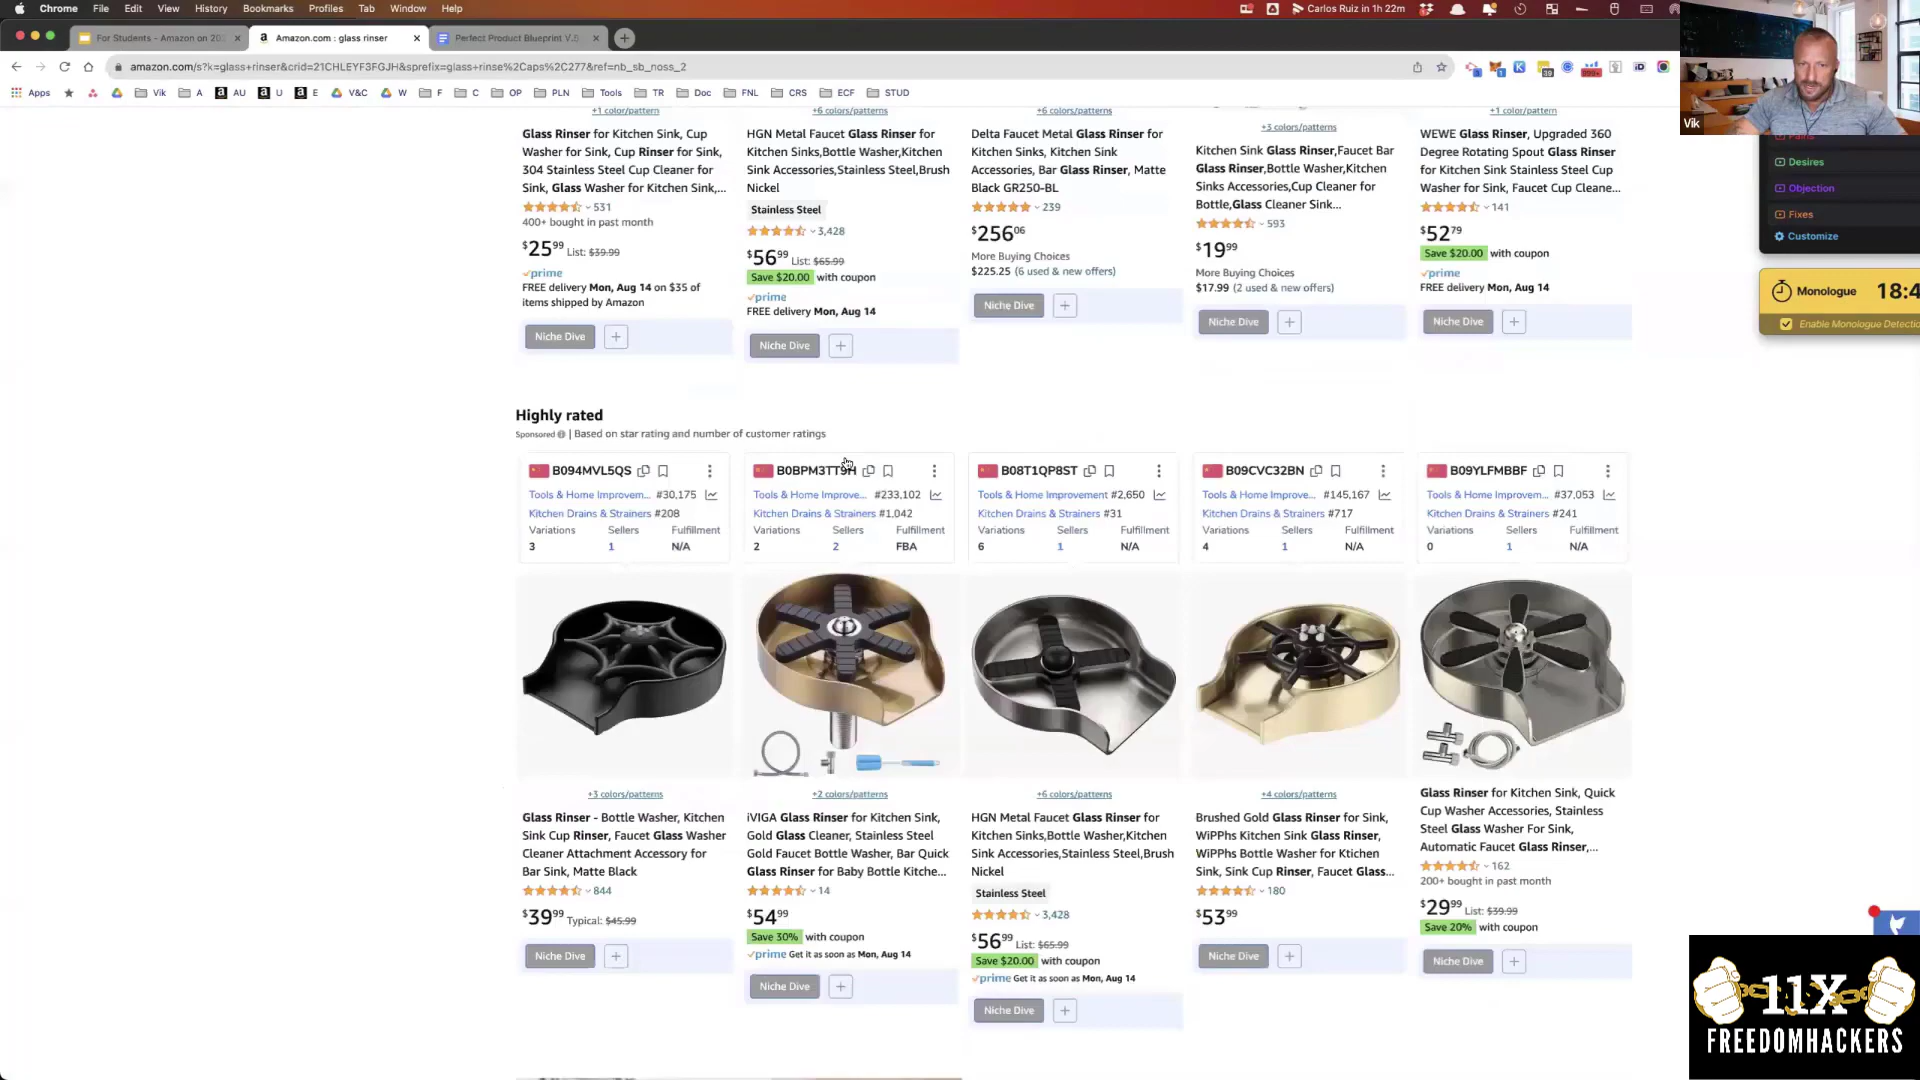 Chrome File Edit View History Bookmarks Profiles Tab Window Help
Carlos Ruiz in 1h 22m
For Students - Amazon on 20
Amazon.com : glass rinser
Perfect Product Blueprint V.5
amazon.com/s?k=glass+rinser&crid=21CHLEYF3FGJH&sprefix=glass+rinse%2Caps%2C277&ref=nb_sb_noss_2
Apps Vik A AU U E V&C W F C OP PLN Tools TR Doc FNL CRS ECF STUD
Vik
Desires
Objection
Fixes
Customize
Monologue 18:4
Enable Monologue Detectio
+1 color/pattern
Glass Rinser for Kitchen Sink, Cup
Washer for Sink, Cup Rinser for Sink,
304 Stainless Steel Cup Cleaner for
Sink, Glass Washer for Kitchen Sink,...
531
400+ bought in past month
$25.99 List: $39.99
prime
FREE delivery Mon, Aug 14 on $35 of
items shipped by Amazon
Niche Dive +
+6 colors/patterns
HGN Metal Faucet Glass Rinser for
Kitchen Sinks,Bottle Washer,Kitchen
Sink Accessories,Stainless Steel,Brush
Nickel
Stainless Steel
3,428
$56.99 List: $65.99
Save $20.00 with coupon
prime
FREE delivery Mon, Aug 14
Niche Dive +
+6 colors/patterns
Delta Faucet Metal Glass Rinser for
Kitchen Sinks, Kitchen Sink
Accessories, Bar Glass Rinser, Matte
Black GR250-BL
239
$256.06
More Buying Choices
$225.25 (6 used & new offers)
Niche Dive +
+3 colors/patterns
Kitchen Sink Glass Rinser,Faucet Bar
Glass Rinser,Bottle Washer,Kitchen
Sinks Accessories,Cup Cleaner for
Bottle,Glass Cleaner Sink...
593
$19.99
More Buying Choices
$17.99 (2 used & new offers)
Niche Dive +
+1 color/pattern
WEWE Glass Rinser, Upgraded 360
Degree Rotating Spout Glass Rinser
for Kitchen Sink Stainless Steel Cup
Washer for Sink, Faucet Cup Cleane...
141
$52.79
Save $20.00 with coupon
prime
FREE delivery Mon, Aug 14
Niche Dive +
Highly rated
Sponsored | Based on star rating and number of customer ratings
B094MVL5QS
Tools & Home Improvem... #30,175
Kitchen Drains & Strainers #208
Variations Sellers Fulfillment
3 1 N/A
+3 colors/patterns
Glass Rinser - Bottle Washer, Kitchen
Sink Cup Rinser, Faucet Glass Washer
Cleaner Attachment Accessory for
Bar Sink, Matte Black
844
$39.99 Typical: $45.99
Niche Dive +
B0BPM3TT9H
Tools & Home Improve... #233,102
Kitchen Drains & Strainers #1,042
Variations Sellers Fulfillment
2 2 FBA
+2 colors/patterns
iVIGA Glass Rinser for Kitchen Sink,
Gold Glass Cleaner, Stainless Steel
Gold Faucet Bottle Washer, Bar Quick
Glass Rinser for Baby Bottle Kitche...
14
$54.99
Save 30% with coupon
prime Get it as soon as Mon, Aug 14
Niche Dive +
B08T1QP8ST
Tools & Home Improvement #2,650
Kitchen Drains & Strainers #31
Variations Sellers Fulfillment
6 1 N/A
+6 colors/patterns
HGN Metal Faucet Glass Rinser for
Kitchen Sinks,Bottle Washer,Kitchen
Sink Accessories,Stainless Steel,Brush
Nickel
Stainless Steel
3,428
$56.99 List: $65.99
Save $20.00 with coupon
prime Get it as soon as Mon, Aug 14
Niche Dive +
B09CVC32BN
Tools & Home Improve... #145,167
Kitchen Drains & Strainers #717
Variations Sellers Fulfillment
4 1 N/A
+4 colors/patterns
Brushed Gold Glass Rinser for Sink,
WiPPhs Kitchen Sink Glass Rinser,
WiPPhs Bottle Washer for Ktichen
Sink, Sink Cup Rinser, Faucet Glass...
180
$53.99
Niche Dive +
B09YLFMBBF
Tools & Home Improvem... #37,053
Kitchen Drains & Strainers #241
Variations Sellers Fulfillment
0 1 N/A
Glass Rinser for Kitchen Sink, Quick
Cup Washer Accessories, Stainless
Steel Glass Washer For Sink,
Automatic Faucet Glass Rinser,...
162
200+ bought in past month
$29.99 List: $39.99
Save 20% with coupon
Niche Dive +
11X
FREEDOMHACKERS